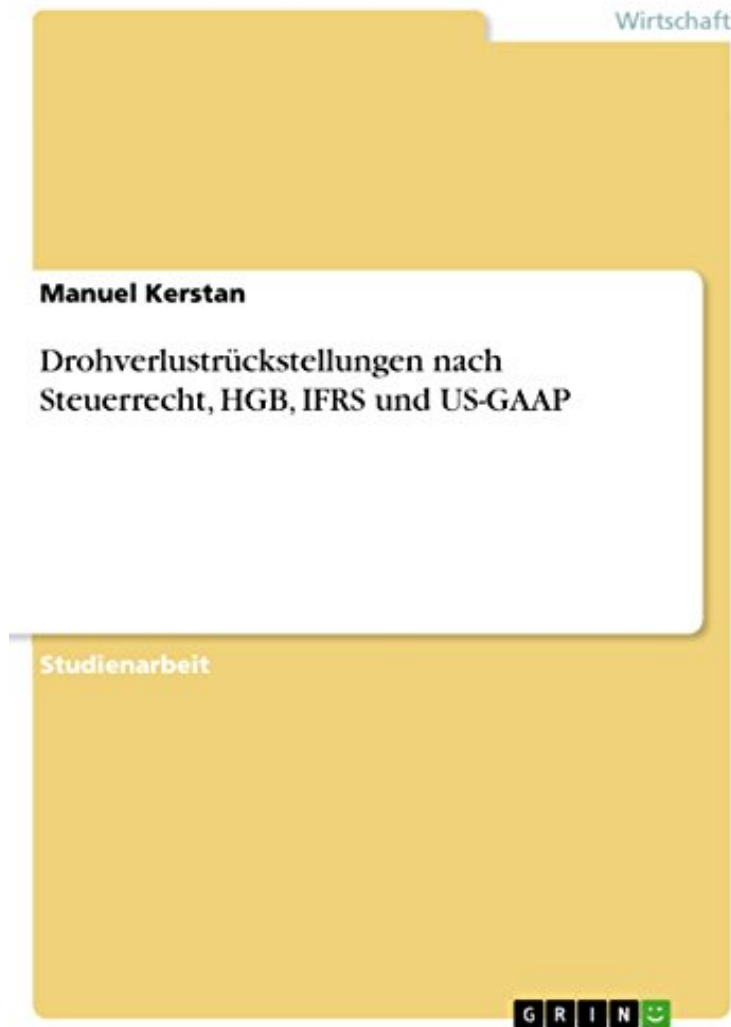 Wirtschaft
Manuel Kerstan
Drohverlustrückstellungen nach
Steuerrecht, HGB, IFRS und US-GAAP
Studienarbeit
GRIN